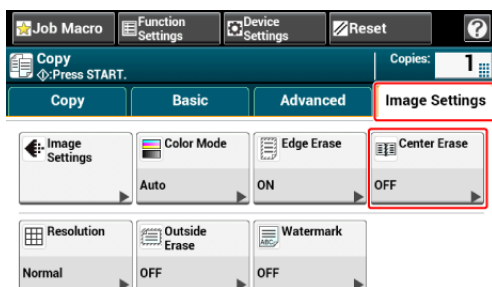 Job Macro
Function
Settings
Device
Settings
Reset
?
Copy
:Press START.
Copies:
1
Copy
Basic
Advanced
Image Settings
Image
Settings
Color Mode
Auto
Edge Erase
ON
Center Erase
OFF
Resolution
Normal
Outside
Erase
OFF
ABC
Watermark
OFF